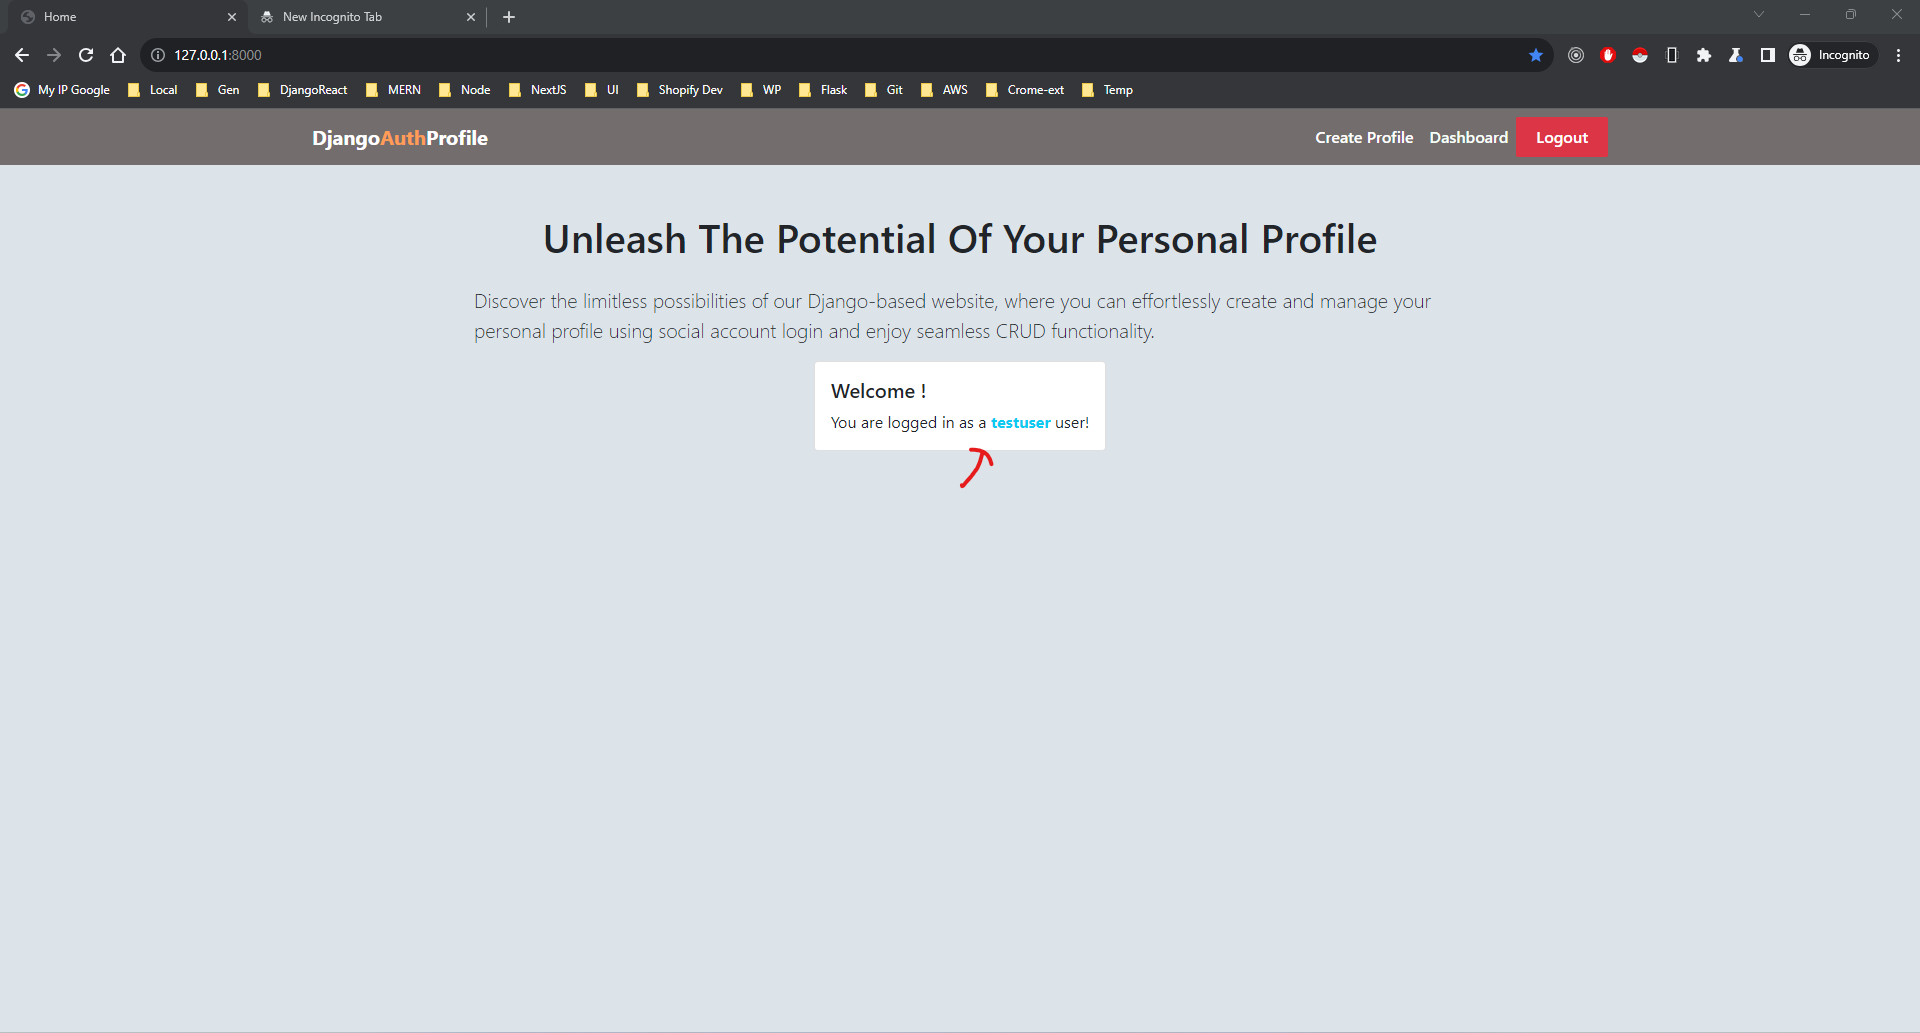 Home
New Incognito Tab
127.0.0.1:8000
Incognito
My IP Google Local Gen DjangoReact MERN Node NextJS UI Shopify Dev WP Flask Git AWS Crome-ext Temp
DjangoAuthProfile Create Profile Dashboard Logout
Unleash The Potential Of Your Personal Profile
Discover the limitless possibilities of our Django-based website, where you can effortlessly create and manage your
personal profile using social account login and enjoy seamless CRUD functionality.
Welcome !
You are logged in as a testuser user!